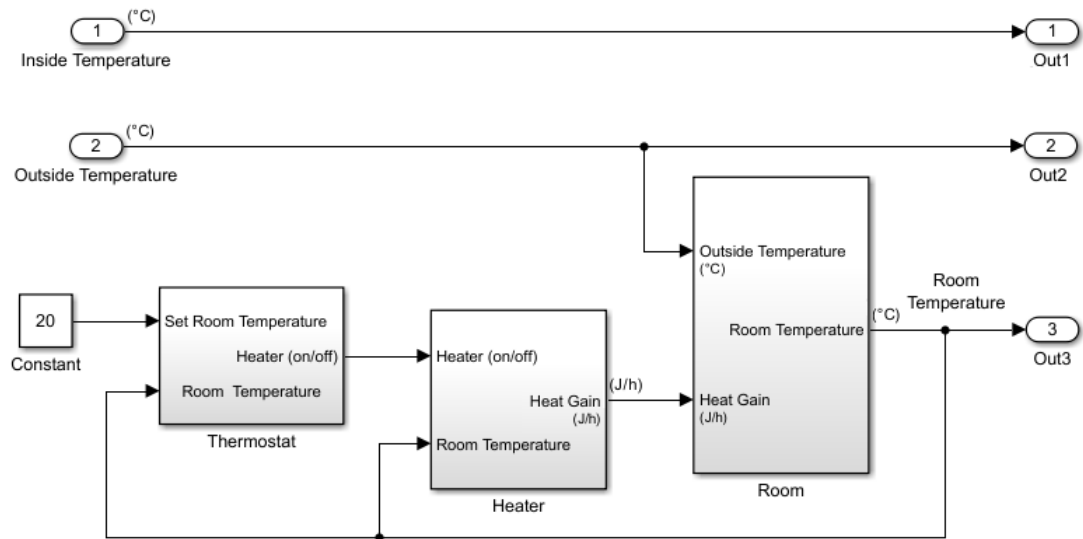 (°C)
1
Inside Temperature
1
Out1
(°C)
2
Outside Temperature
2
Out2
Outside Temperature
(°C)
Room
Temperature
20
Constant
Set Room Temperature
Heater (on/off)
Room  Temperature
Thermostat
Heater (on/off)
Heat Gain
(J/h)
Room Temperature
Heater
(J/h)
Room Temperature
Heat Gain
(J/h)
Room
(°C)
3
Out3